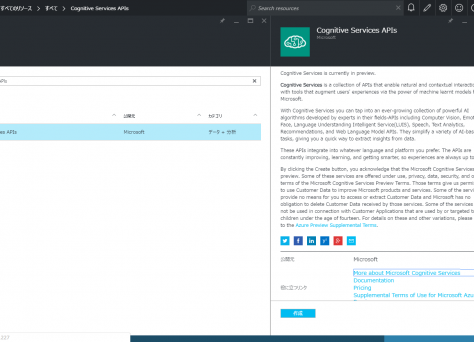 すべてのリソース > すべて > Cognitive Services APIs
Search resources
Cognitive Services APIs
Microsoft
APIs
公開元
カテゴリ
es APIs
Microsoft
データ + 分析
Cognitive Services is currently in preview.
Cognitive Services is a collection of APIs that enable natural and contextual interaction
with tools that augment users' experiences via the power of machine learnt models
Microsoft.
With Cognitive Services you can tap into an ever-growing collection of powerful AI
algorithms developed by experts in their fields-APIs including Computer Vision, Emot
Face, Language Understanding Intelligent Service(LUIS), Speech, Text Analytics,
Recommendations, and Web Language Model APIs. They simplify a variety of AI-bas
tasks, giving you a quick way to extract insights from data.
These APIs integrate into whatever language and platform you prefer. The APIs are
constantly improving, learning, and getting smarter, so experiences are always up to
By clicking the Create button, you acknowledge that the Microsoft Cognitive Services
preview. Some of these services are offered under use, privacy, data, security, and o
terms of the Microsoft Cognitive Services Preview Terms. Those terms give us permi
to use Customer Data to improve Microsoft products and services. Some of the servi
provide no means for you to access or extract Customer Data and Microsoft has no
obligation to delete Customer Data received by those services. Some of the services
not be used in connection with Customer Applications that are used by or targeted to
children under the age of fourteen. For details on these and other variations, please
to the Azure Preview Supplemental Terms.
公開元
Microsoft
役に立つリンク
More about Microsoft Cognitive Services
Documentation
Pricing
Supplemental Terms of Use for Microsoft Azu
作成